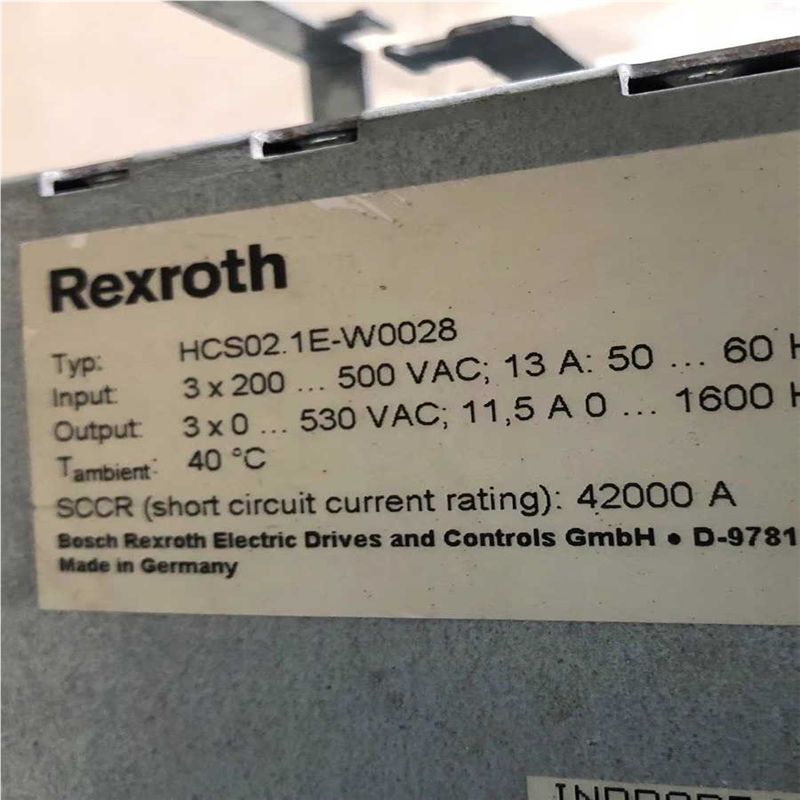 Rexroth
Typ: HCS02.1E-W0028
Input: 3 x 200 ... 500 VAC; 13 A: 50 ... 60 H
Output: 3 x 0 ... 530 VAC; 11,5 A 0 ... 1600 H
Tambient: 40 °C
SCCR (short circuit current rating): 42000 A
Bosch Rexroth Electric Drives and Controls GmbH • D-9781
Made in Germany